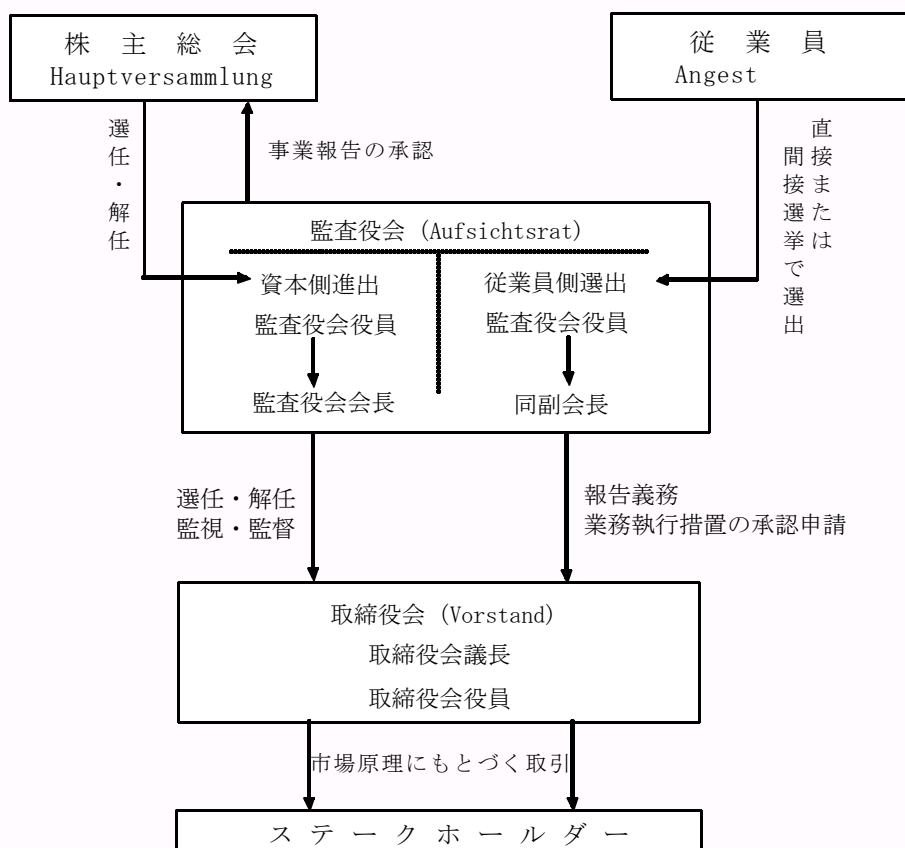 株主総会
Hauptversammlung
従業員
Angest
選任・解任
事業報告の承認
直接または
間接選挙で選出
監査役会(Aufsichtsrat)
資本側進出
監査役会役員
従業員側選出
監査役会役員
監査役会会長
同副会長
選任・解任
監視・監督
報告義務
業務執行措置の承認申請
取締役会(Vorstand)
取締役会議長
取締役会役員
市場原理にもとづく取引
ステークホールダー